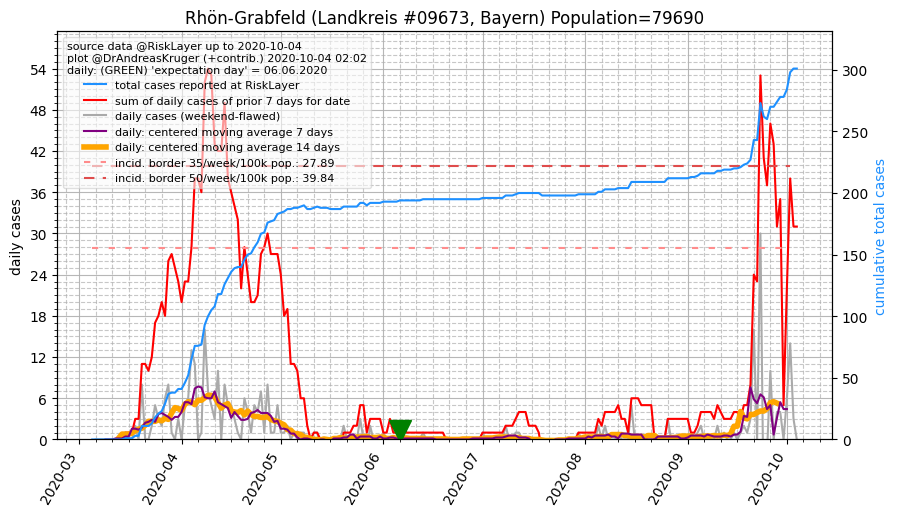 Rhön-Grabfeld (Landkreis #09673, Bayern) Population=79690
source data @RiskLayer up to 2020-10-04
plot @DrAndreasKruger (+contrib.) 2020-10-04 02:02
daily: (GREEN) 'expectation day' = 06.06.2020
total cases reported at RiskLayer
sum of daily cases of prior 7 days for date
daily cases (weekend-flawed)
daily: centered moving average 7 days
daily: centered moving average 14 days
incid. border 35/week/100k pop.: 27.89
incid. border 50/week/100k pop.: 39.84
daily cases
54
48
42
36
30
24
18
12
6
0
300
250
200
150
100
50
0
cumulative total cases
2020-03
2020-04
2020-05
2020-06
2020-07
2020-08
2020-09
2020-10